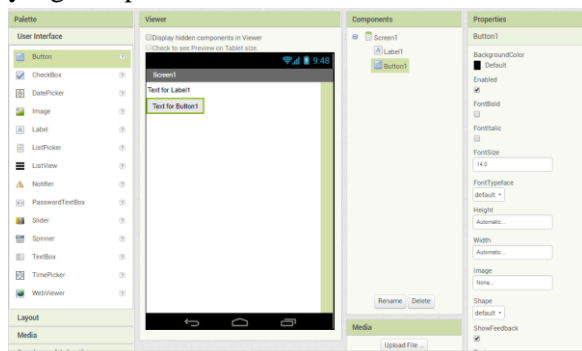 Palette
User Interface
Button
CheckBox
DatePicker
Image
Label
ListPicker
ListView
Notifier
PasswordTextBox
Slider
Spinner
TextBox
TimePicker
WebViewer
Layout
Media
Viewer
Display hidden components in Viewer
Check to see Preview on Tablet size.
9:48
Screen1
Text for Label1
Text for Button1
Components
Screen1
Label1
Button1
Rename Delete
Media
Upload File ...
Properties
Button1
BackgroundColor
Default
Enabled
FontBold
FontItalic
FontSize
14.0
FontTypeface
default
Height
Automatic...
Width
Automatic...
Image
None...
Shape
default
ShowFeedback